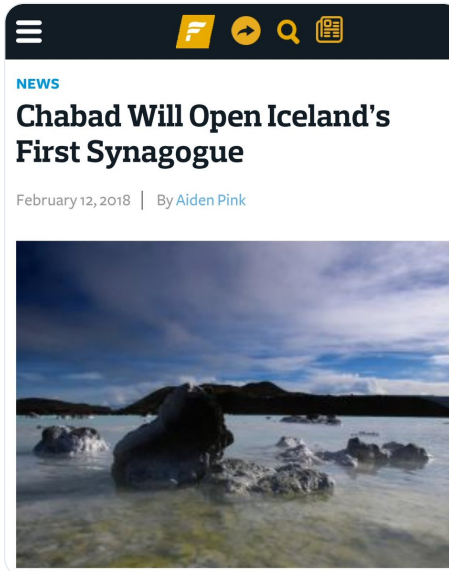 NEWS
Chabad Will Open Iceland's
First Synagogue
February 12, 2018 | By Aiden Pink